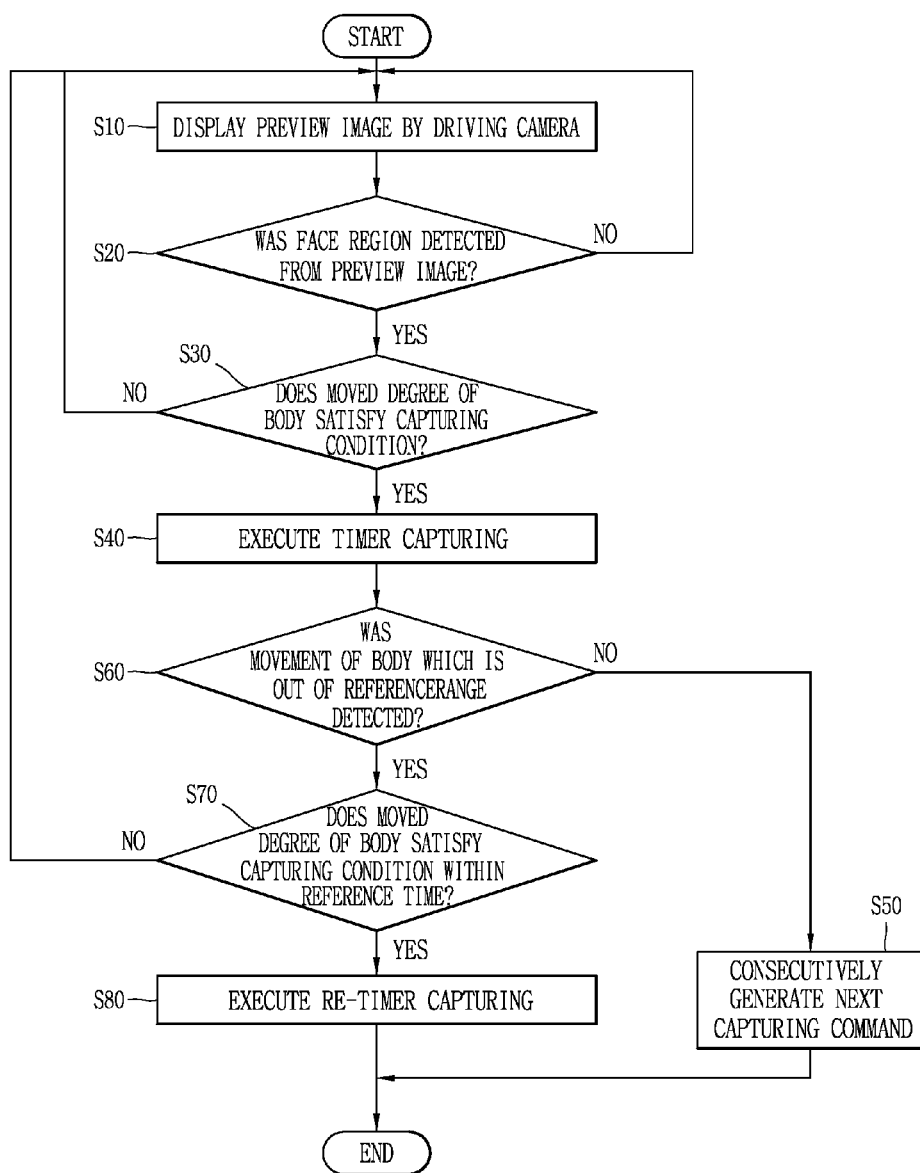 START
S10
DISPLAY PREVIEW IMAGE BY DRIVING CAMERA
S20
WAS FACE REGION DETECTED
FROM PREVIEW IMAGE?
NO
YES
S30
NO
DOES MOVED DEGREE OF
BODY SATISFY CAPTURING
CONDITION?
YES
S40
EXECUTE TIMER CAPTURING
S60
WAS
MOVEMENT OF BODY WHICH IS
OUT OF REFERENCERANGE
DETECTED?
NO
YES
S70
NO
DOES MOVED
DEGREE OF BODY SATISFY
CAPTURING CONDITION WITHIN
REFERENCE TIME?
YES
S50
CONSECUTIVELY
GENERATE NEXT
CAPTURING COMMAND
S80
EXECUTE RE-TIMER CAPTURING
END